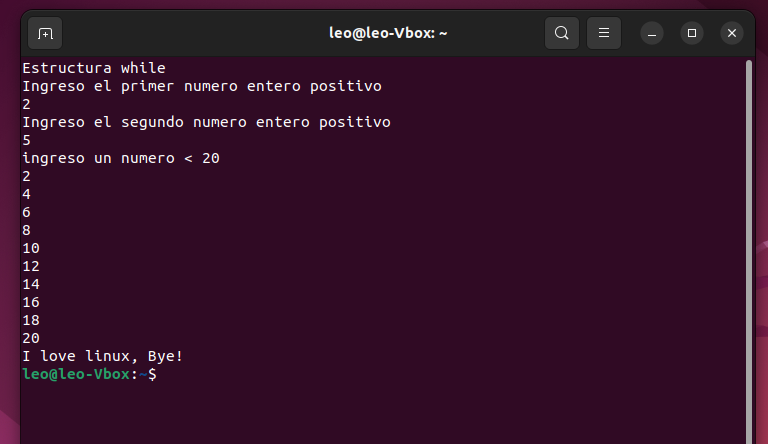 leo@leo-Vbox: ~
Estructura while
Ingreso el primer numero entero positivo
2
Ingreso el segundo numero entero positivo
5
ingreso un numero < 20
2
4
6
8
10
12
14
16
18
20
I love linux, Bye!
leo@leo-Vbox:~$